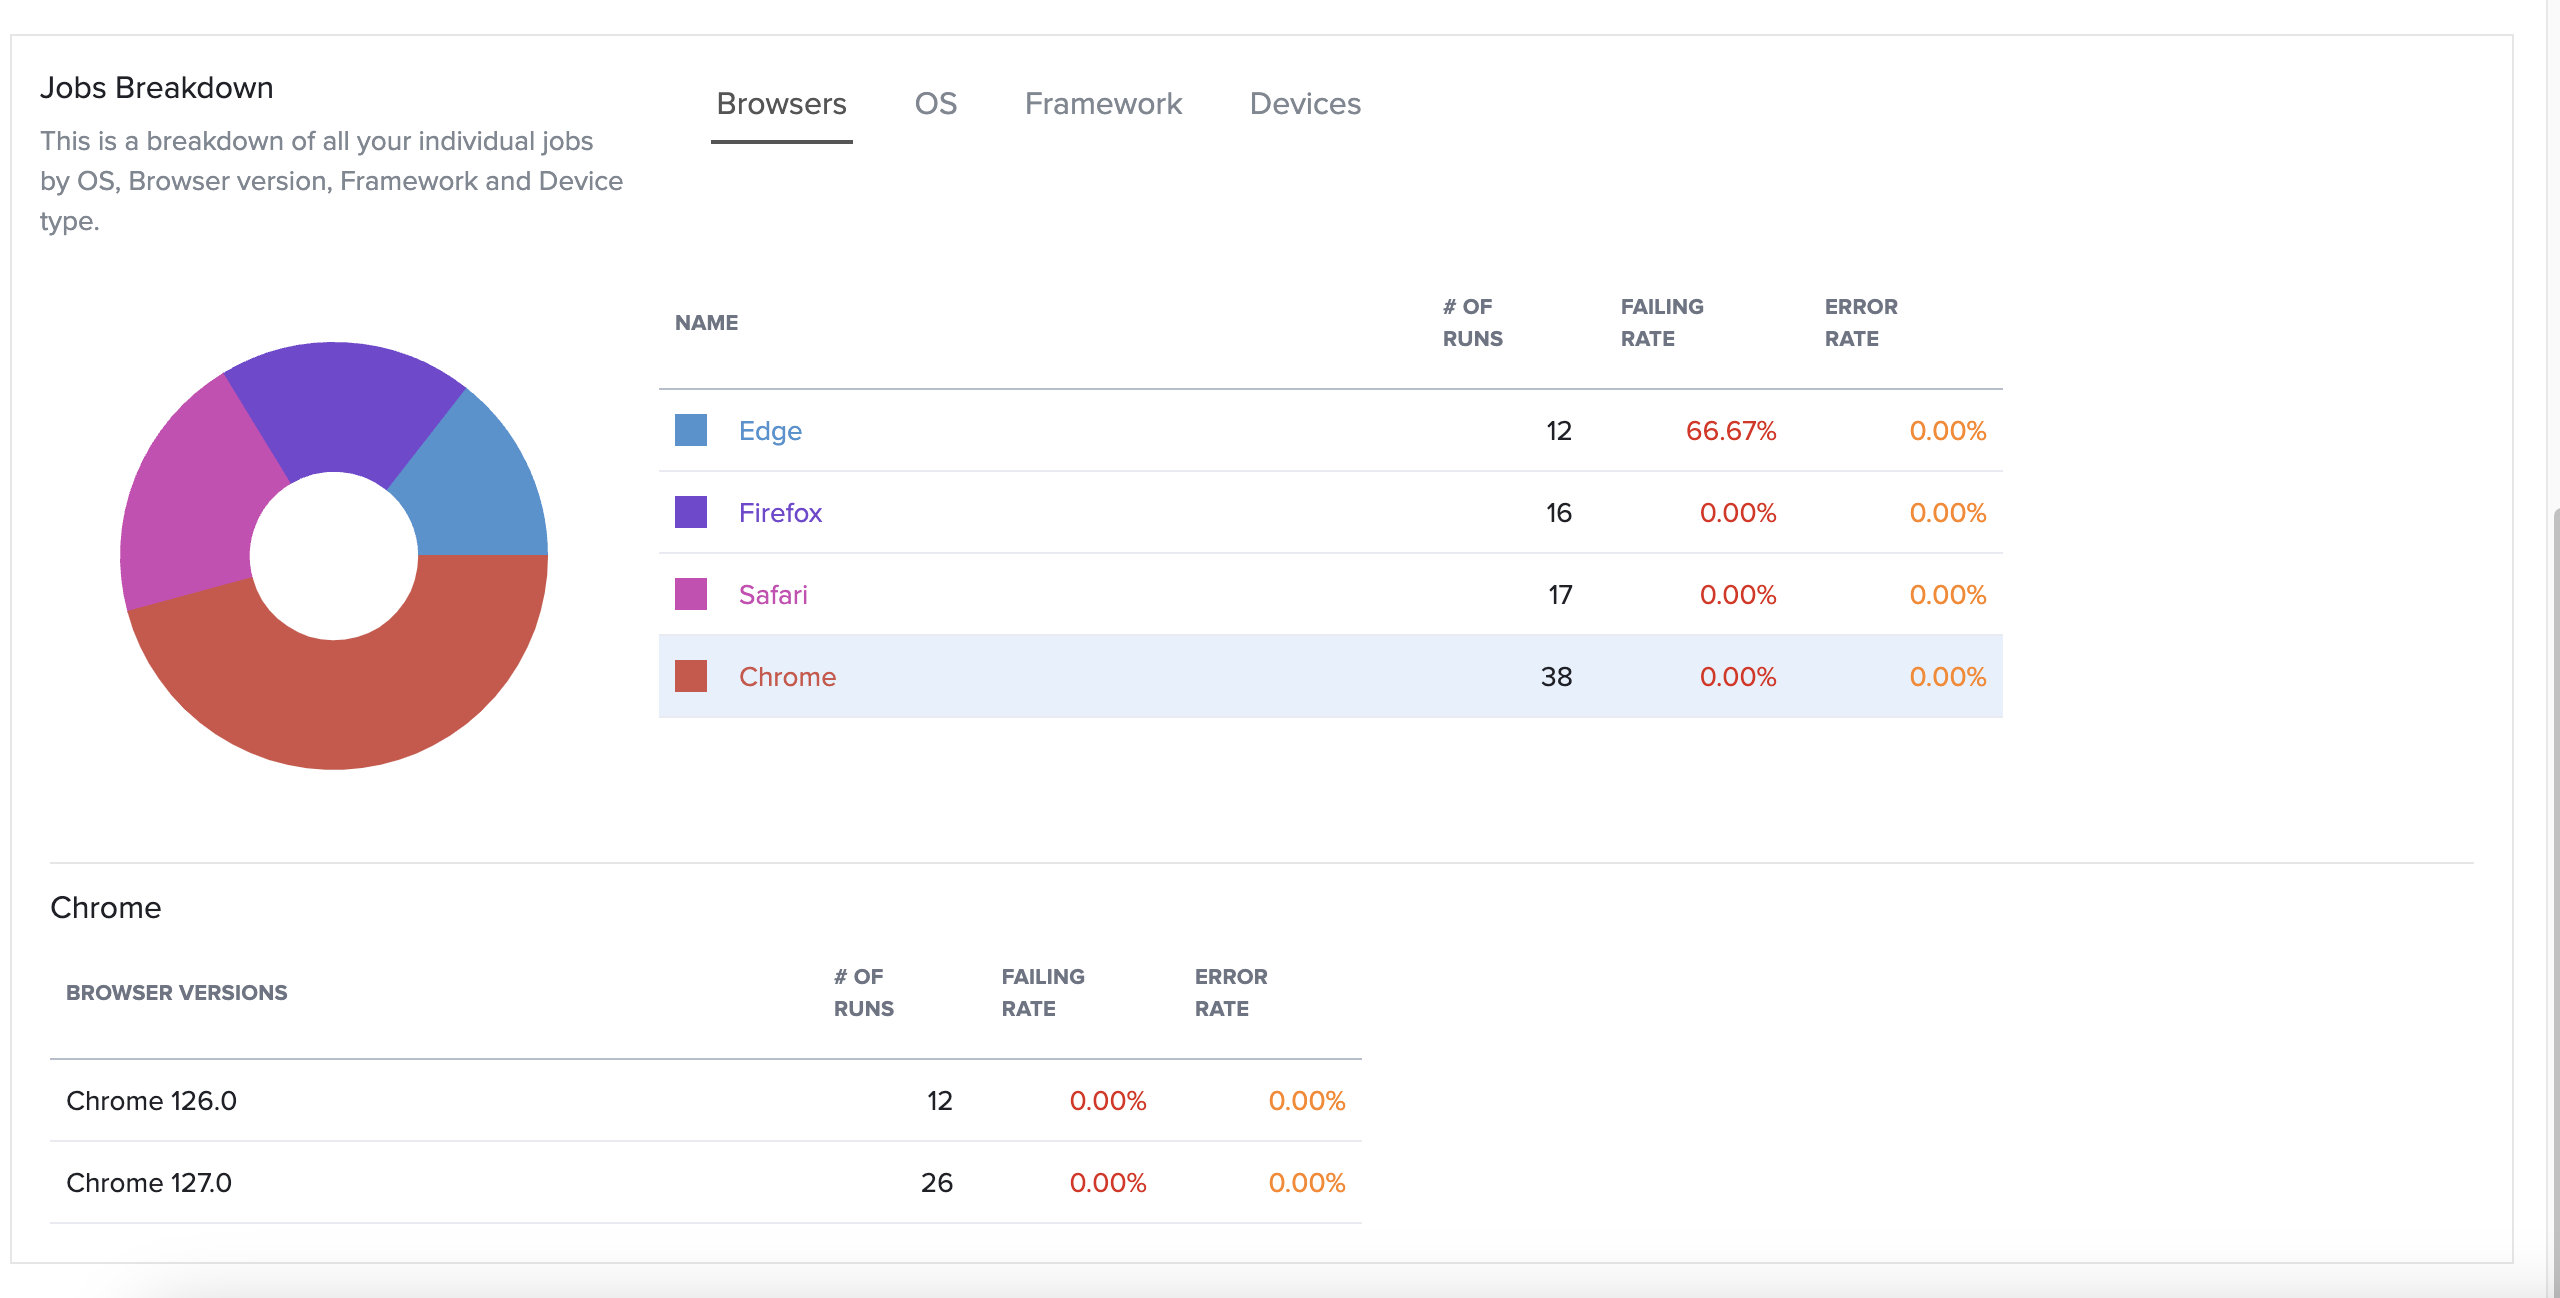 Jobs Breakdown
This is a breakdown of all your individual jobs
by OS, Browser version, Framework and Device
type.
Browsers OS Framework Devices
NAME # OF RUNS FAILING RATE ERROR RATE
Edge 12 66.67% 0.00%
Firefox 16 0.00% 0.00%
Safari 17 0.00% 0.00%
Chrome 38 0.00% 0.00%
Chrome
BROWSER VERSIONS # OF RUNS FAILING RATE ERROR RATE
Chrome 126.0 12 0.00% 0.00%
Chrome 127.0 26 0.00% 0.00%